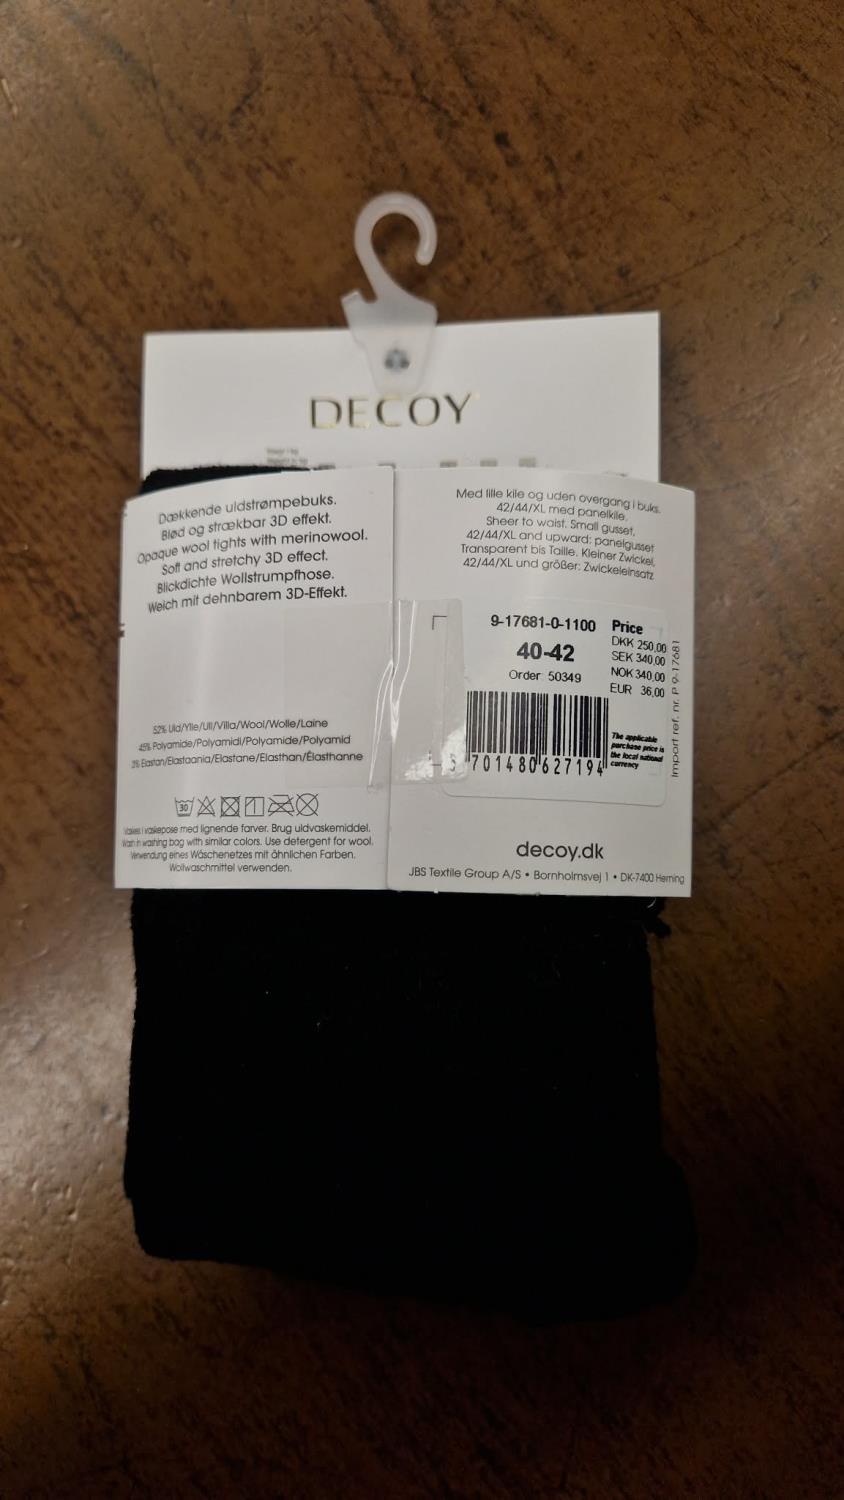 DECOY
Dækkende uldstrømpebuks.
Blød og strækbar 3D effekt.
Opaque wool tights with merinowool.
Soft and stretchy 3D effect.
Blickdichte Wollstrumpfhose.
Weich mit dehnbarem 3D-Effekt.
52% Uld/Ylle/Ull/Villa/Wool/Wolle/Laine
45% Polyamide/Polyamidi/Polyamide/Polyamid
3% Elastan/Elastaania/Elastane/Elasthan/Élasthanne
30
Vaskes i vaskepose med lignende farver. Brug uldvaskemiddel.
Wash in washing bag with similar colors. Use detergent for wool.
Verwendung eines Wäschenetzes mit ähnlichen Farben.
Wollwaschmittel verwenden.
Med lille kile og uden overgang i buks.
42/44/XL med panelkile.
Sheer to waist. Small gusset,
42/44/XL and upward: panelgusset
Transparent bis Taille. Kleiner Zwickel,
42/44/XL und größer: Zwickeleinsatz
9-17681-0-1100
40-42
Order: 50349
5 701480 627194
Price
DKK 250,00
SEK 340,00
NOK 340,00
EUR 36,00
The applicable
purchase price is
the local national
currency
Import ref. nr. P 9-17681
decoy.dk
JBS Textile Group A/S • Bornholmsvej 1 • DK-7400 Herning